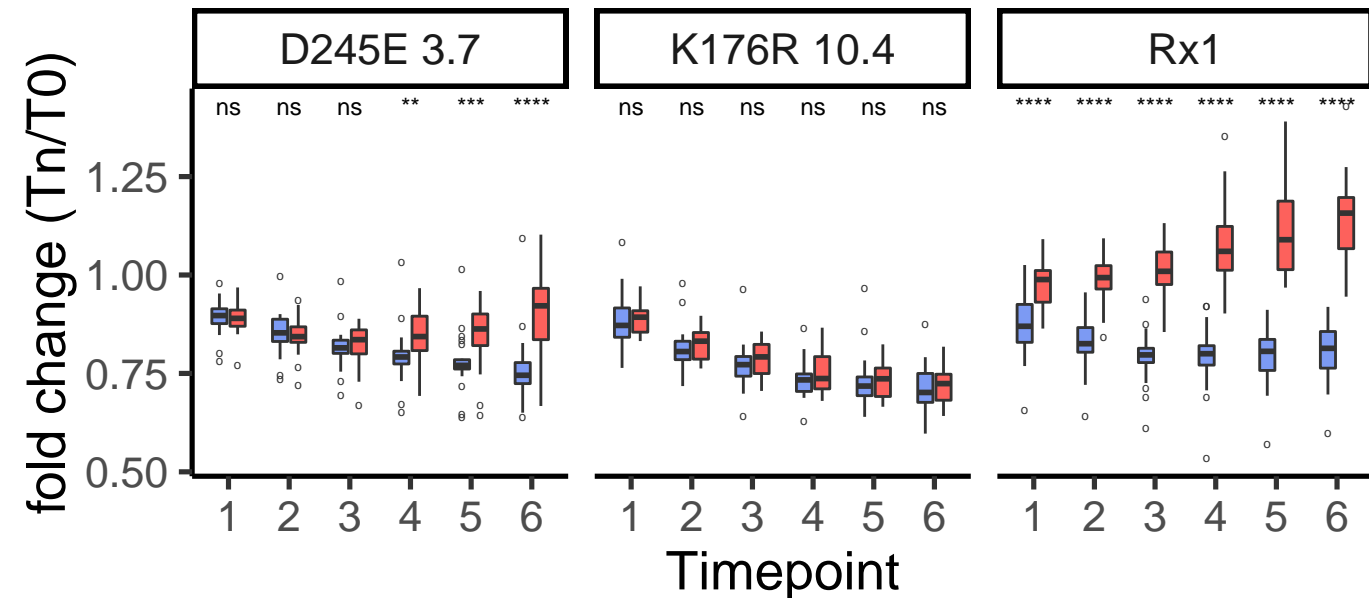 D245E 3.7 K176R 10.4 Rx1
ns ns ns ** *** **** ns ns ns ns ns ns **** **** **** **** **** ****
fold change (Tn/T0)
1.25
1.00
0.75
0.50
1 2 3 4 5 6 1 2 3 4 5 6 1 2 3 4 5 6
Timepoint